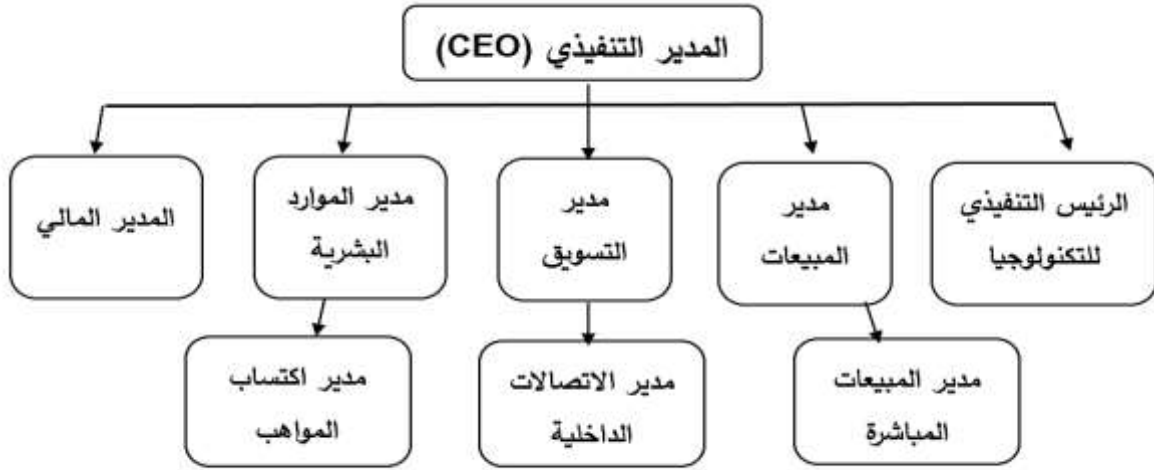 المدير التنفيذي (CEO)
الرئيس التنفيذي
للتكنولوجيا
مدير
المبيعات
مدير
التسويق
مدير الموارد
البشرية
المدير المالي
مدير المبيعات
المباشرة
مدير الاتصالات
الداخلية
مدير اكتساب
المواهب